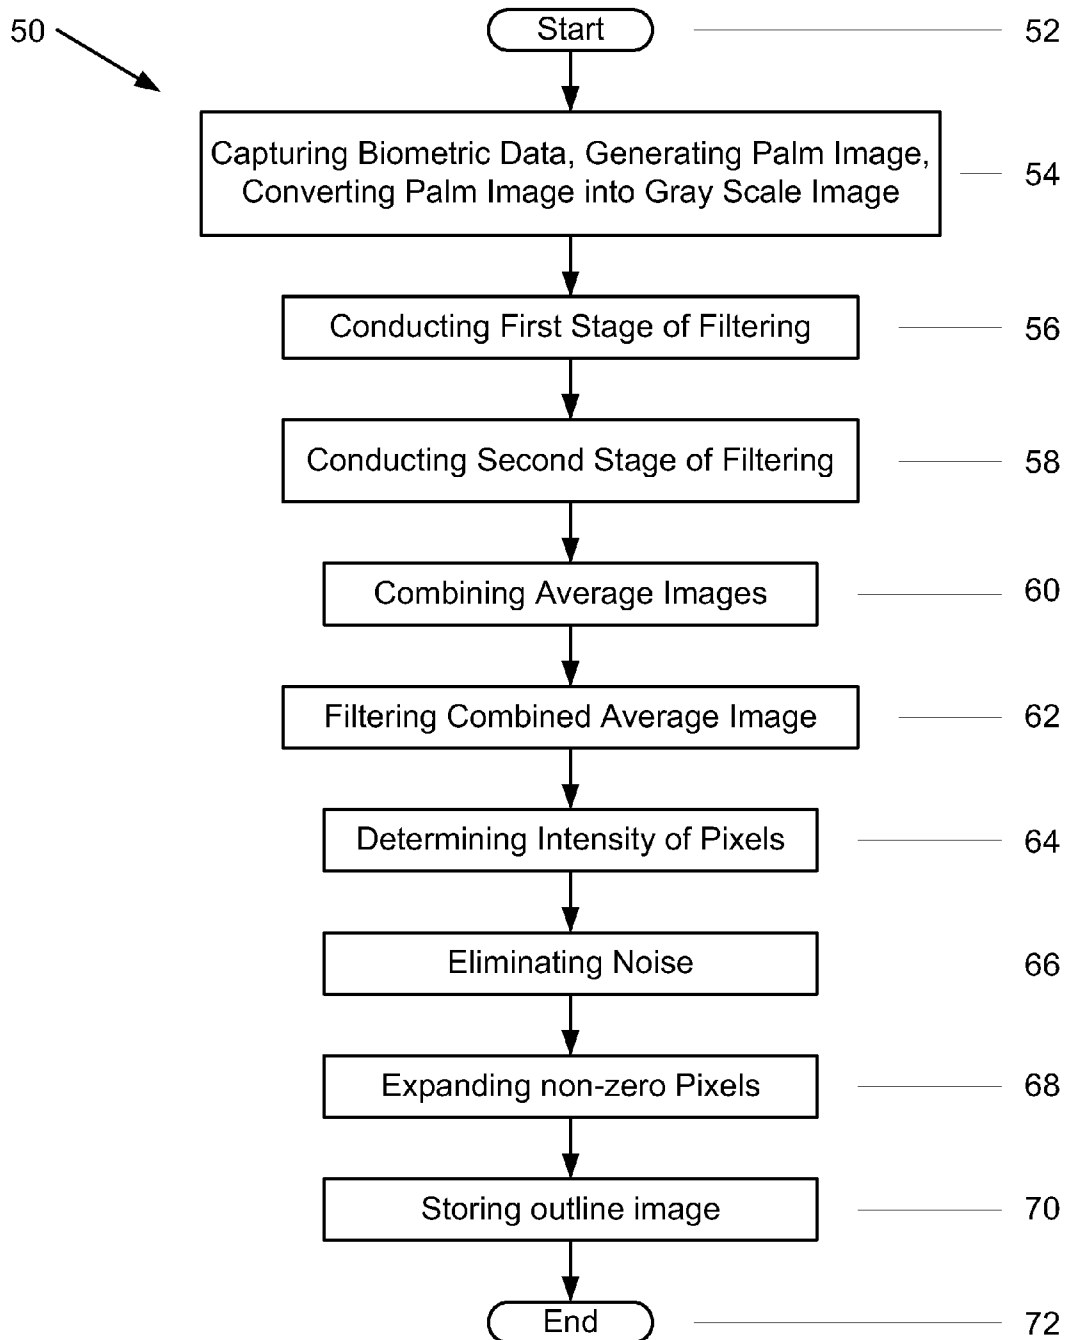 50
Start
52
Capturing Biometric Data, Generating Palm Image,
Converting Palm Image into Gray Scale Image
54
Conducting First Stage of Filtering
56
Conducting Second Stage of Filtering
58
Combining Average Images
60
Filtering Combined Average Image
62
Determining Intensity of Pixels
64
Eliminating Noise
66
Expanding non-zero Pixels
68
Storing outline image
70
End
72